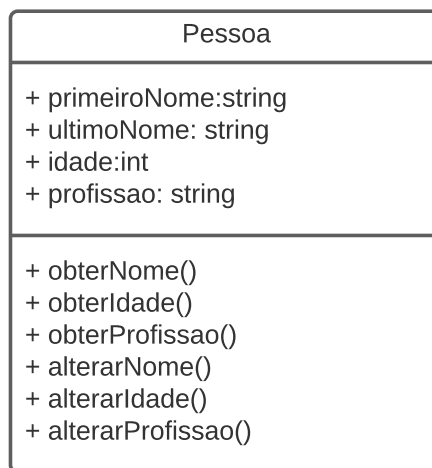 Pessoa
+ primeiroNome:string
+ ultimoNome: string
+ idade:int
+ profissao: string
+ obterNome()
+ obterIdade()
+ obterProfissao()
+ alterarNome()
+ alterarIdade()
+ alterarProfissao()